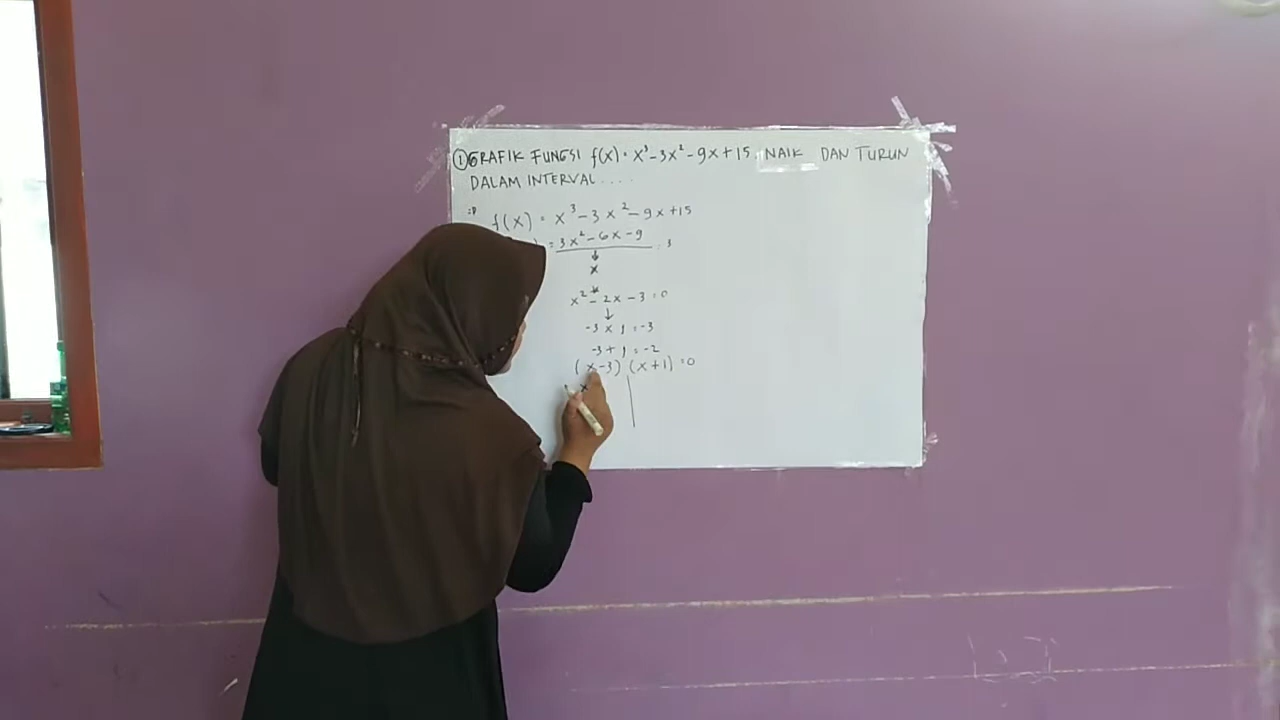 ① GRAFIK FUNGSI f(x) = x³ - 3x² - 9x + 15 NAIK DAN TURUN
DALAM INTERVAL ....
⇒ f(x) = x³ - 3x² - 9x + 15
= 3x² - 6x - 9 : 3
↓
x
x² - 2x - 3 = 0
↓
-3 x 1 = -3
-3 + 1 = -2
(x - 3) (x + 1) = 0
x